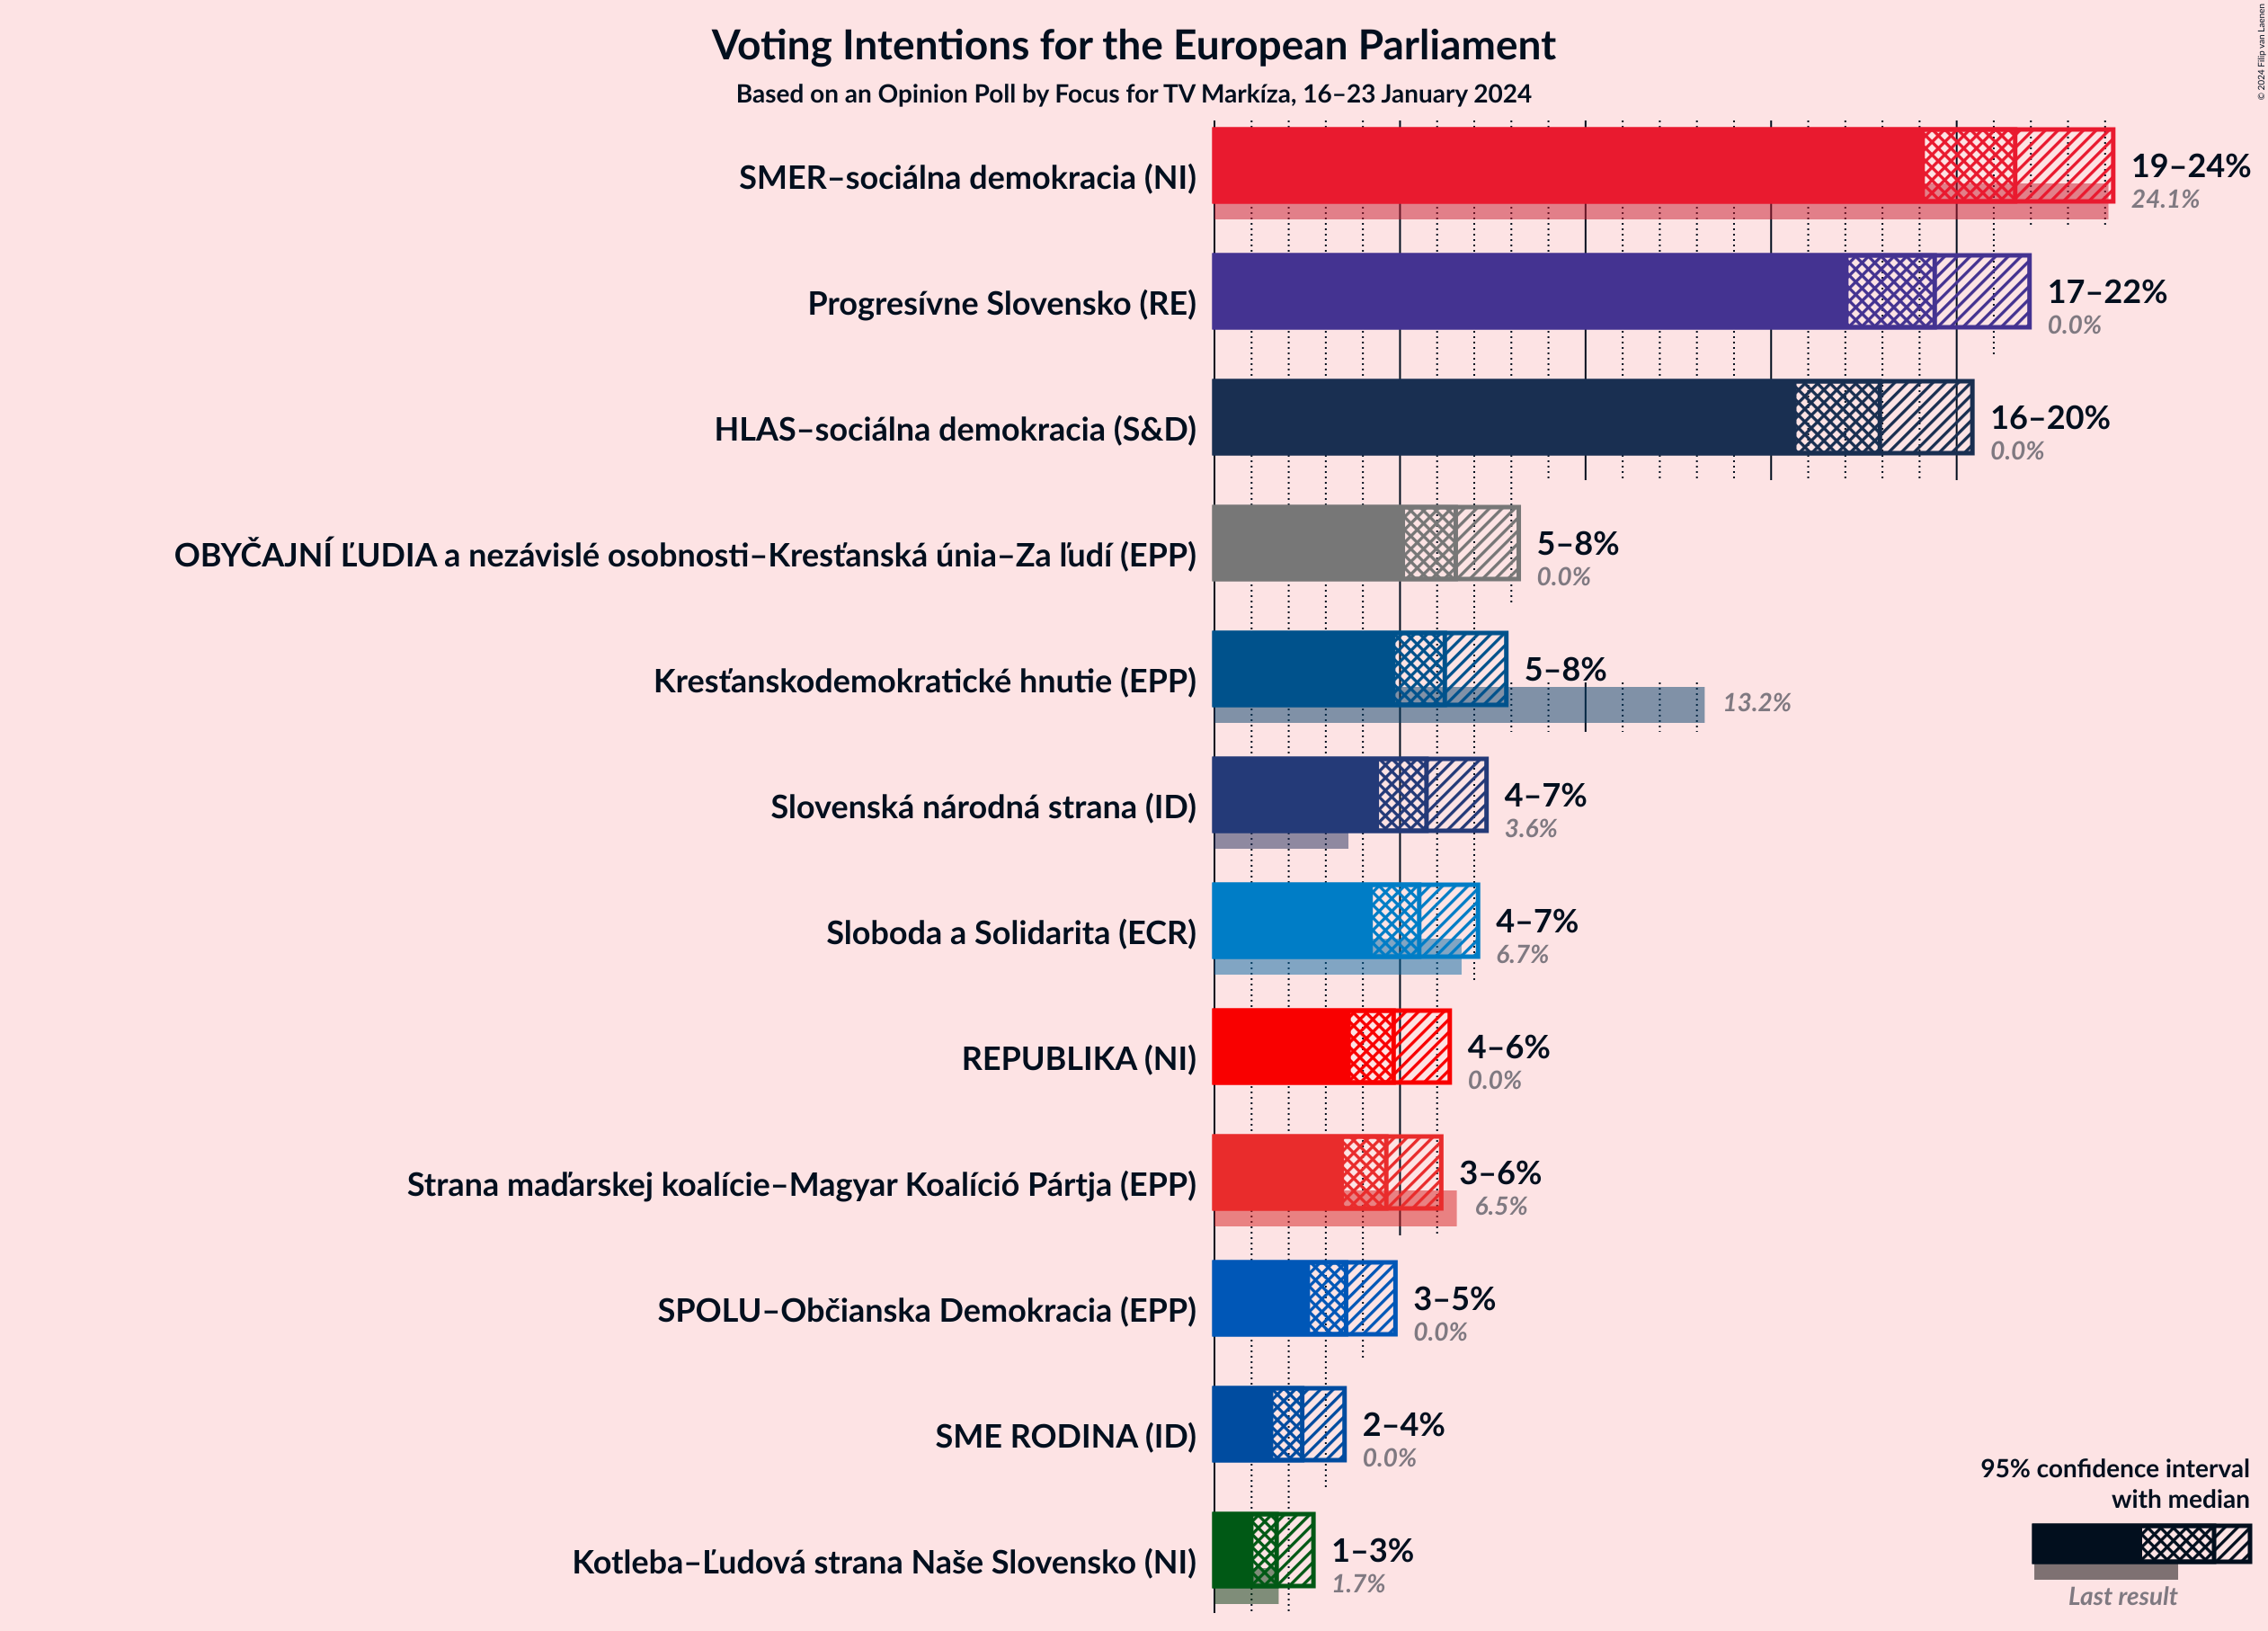 Voting Intentions for the European Parliament
Based on an Opinion Poll by Focus for TV Markíza, 16–23 January 2024
© 2024 Filip van Laenen
SMER–sociálna demokracia (NI)
19–24%
24.1%
Progresívne Slovensko (RE)
17–22%
0.0%
HLAS–sociálna demokracia (S&D)
16–20%
0.0%
OBYČAJNÍ ĽUDIA a nezávislé osobnosti–Kresťanská únia–Za ľudí (EPP)
5–8%
0.0%
Kresťanskodemokratické hnutie (EPP)
5–8%
13.2%
Slovenská národná strana (ID)
4–7%
3.6%
Sloboda a Solidarita (ECR)
4–7%
6.7%
REPUBLIKA (NI)
4–6%
0.0%
Strana maďarskej koalície–Magyar Koalíció Pártja (EPP)
3–6%
6.5%
SPOLU–Občianska Demokracia (EPP)
3–5%
0.0%
SME RODINA (ID)
2–4%
0.0%
Kotleba–Ľudová strana Naše Slovensko (NI)
1–3%
1.7%
95% confidence interval
with median
Last result